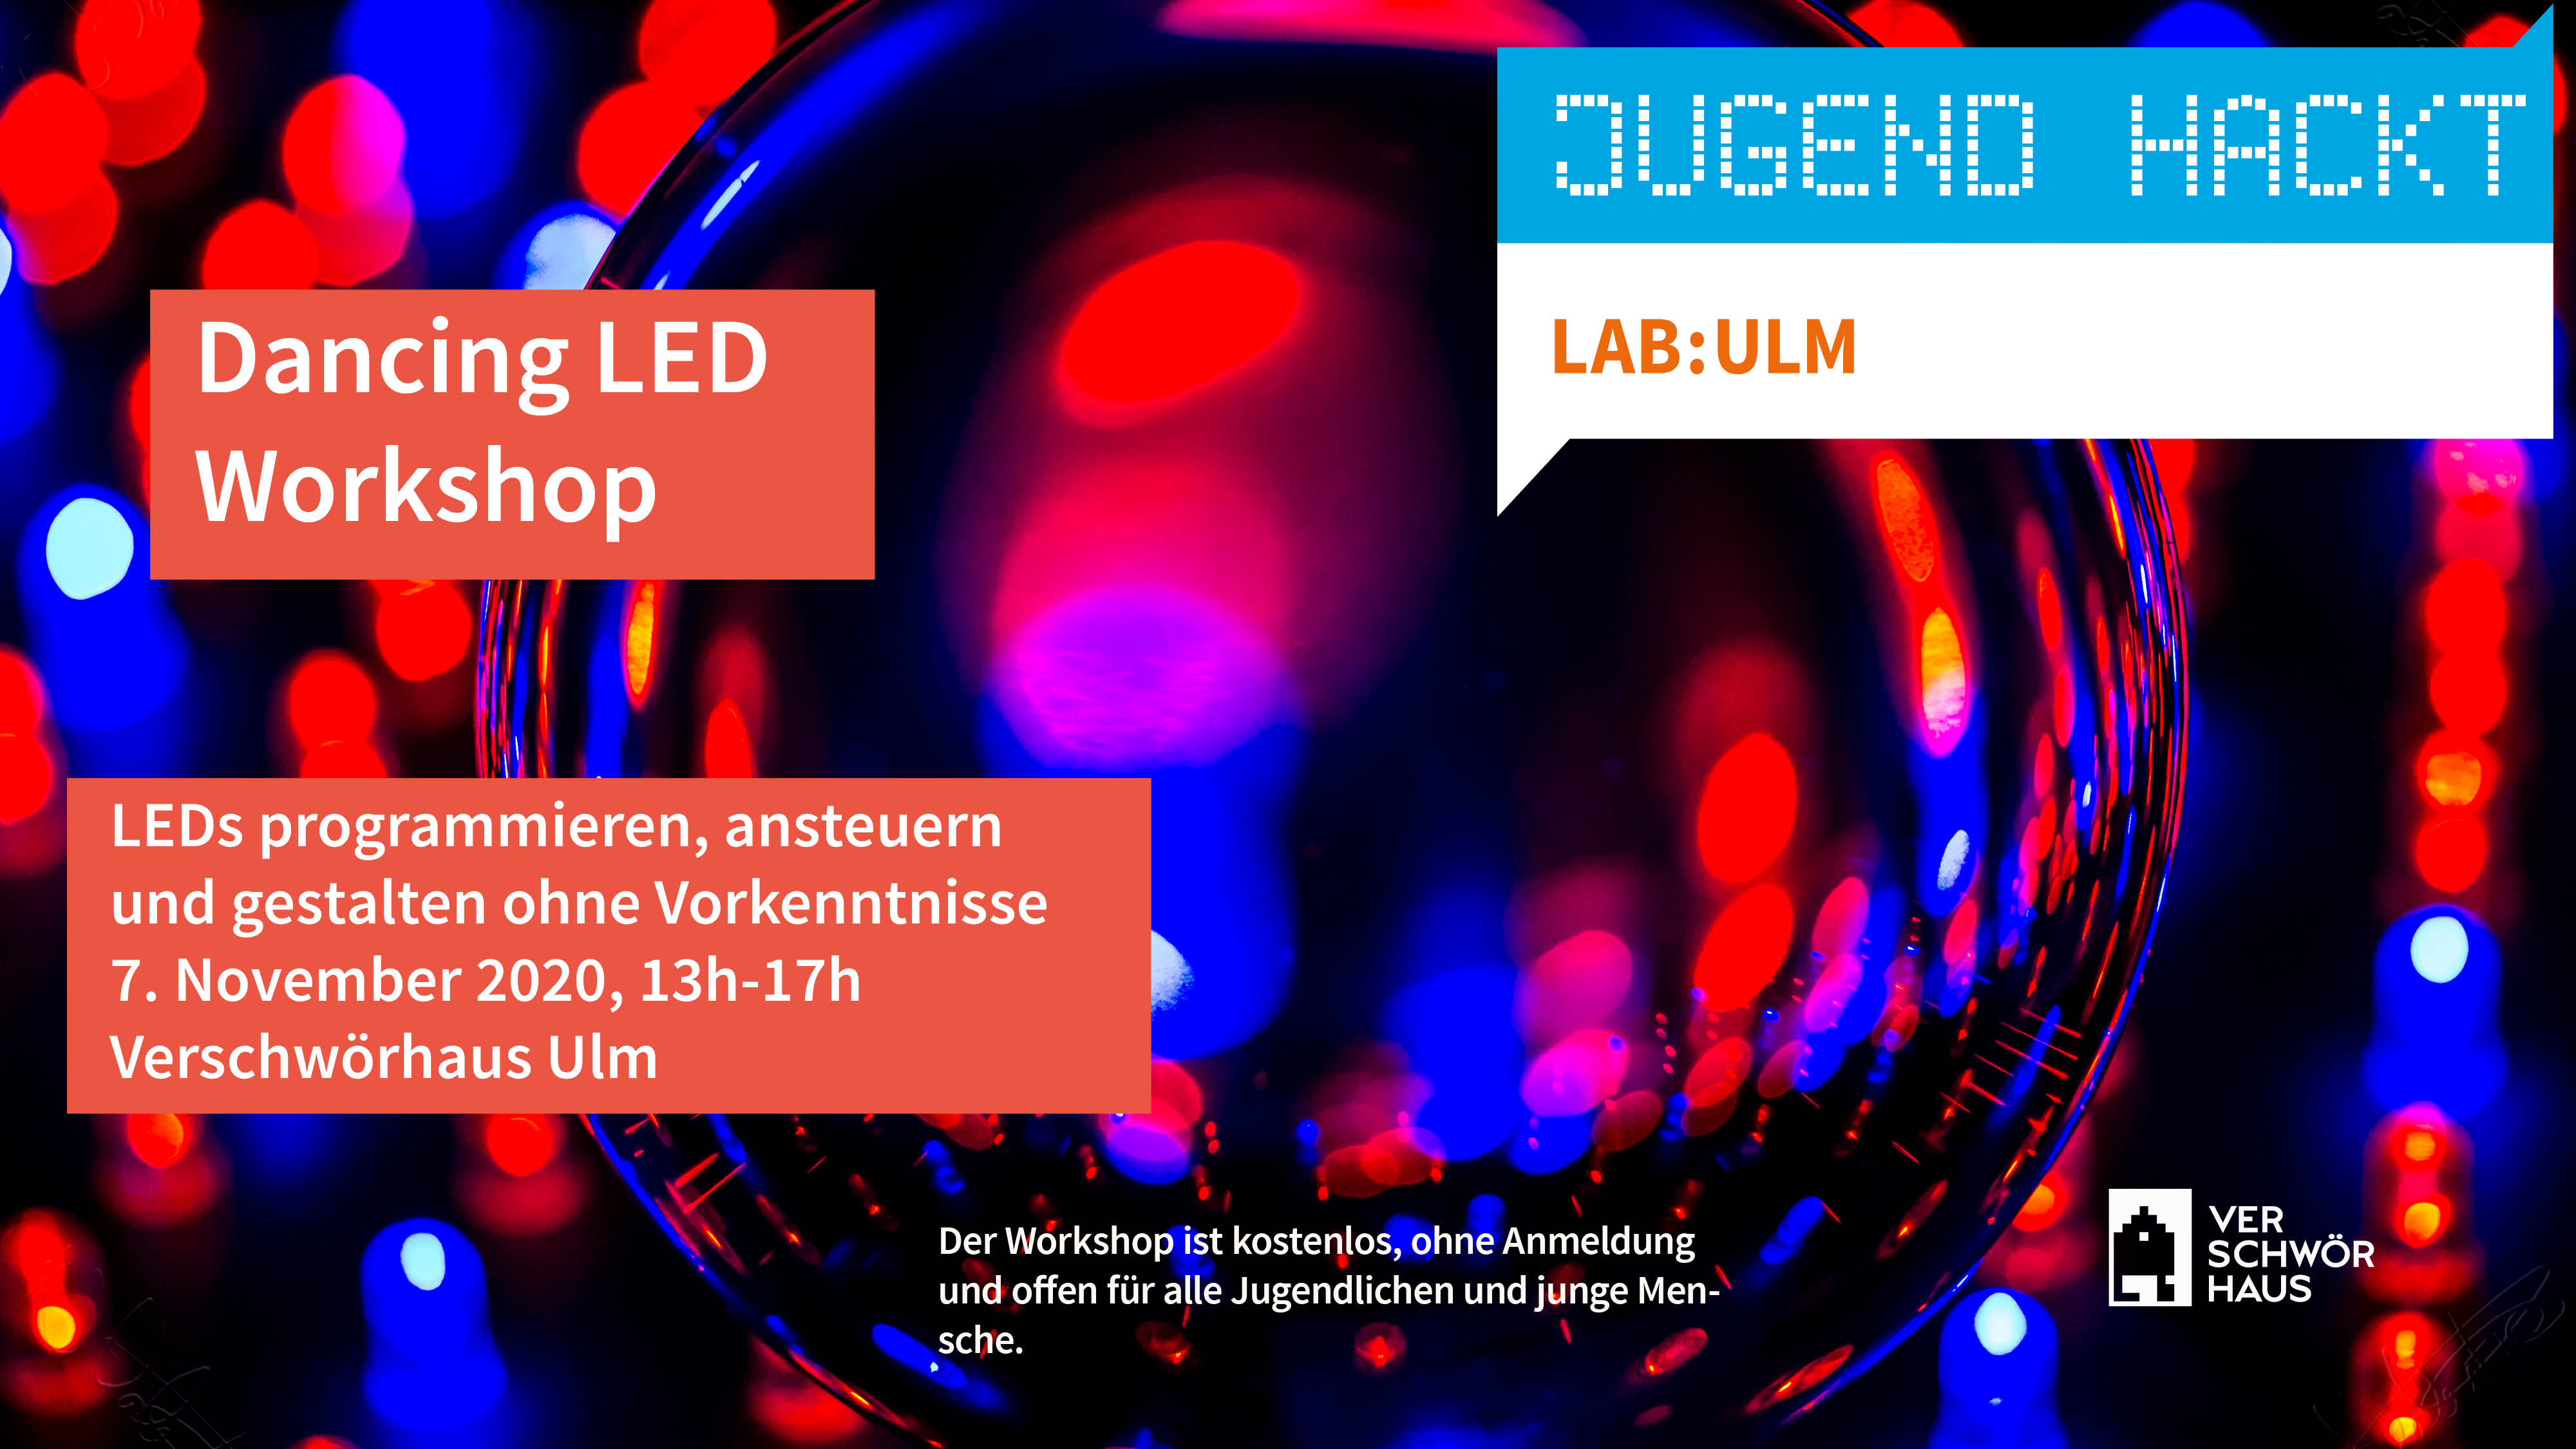 JUGEND HACKT
LAB:ULM
Dancing LED
Workshop
LEDs programmieren, ansteuern
und gestalten ohne Vorkenntnisse
7. November 2020, 13h-17h
Verschwörhaus Ulm
Der Workshop ist kostenlos, ohne Anmeldung
und offen für alle Jugendlichen und junge Men-
sche.
VER
SCHWÖR
HAUS